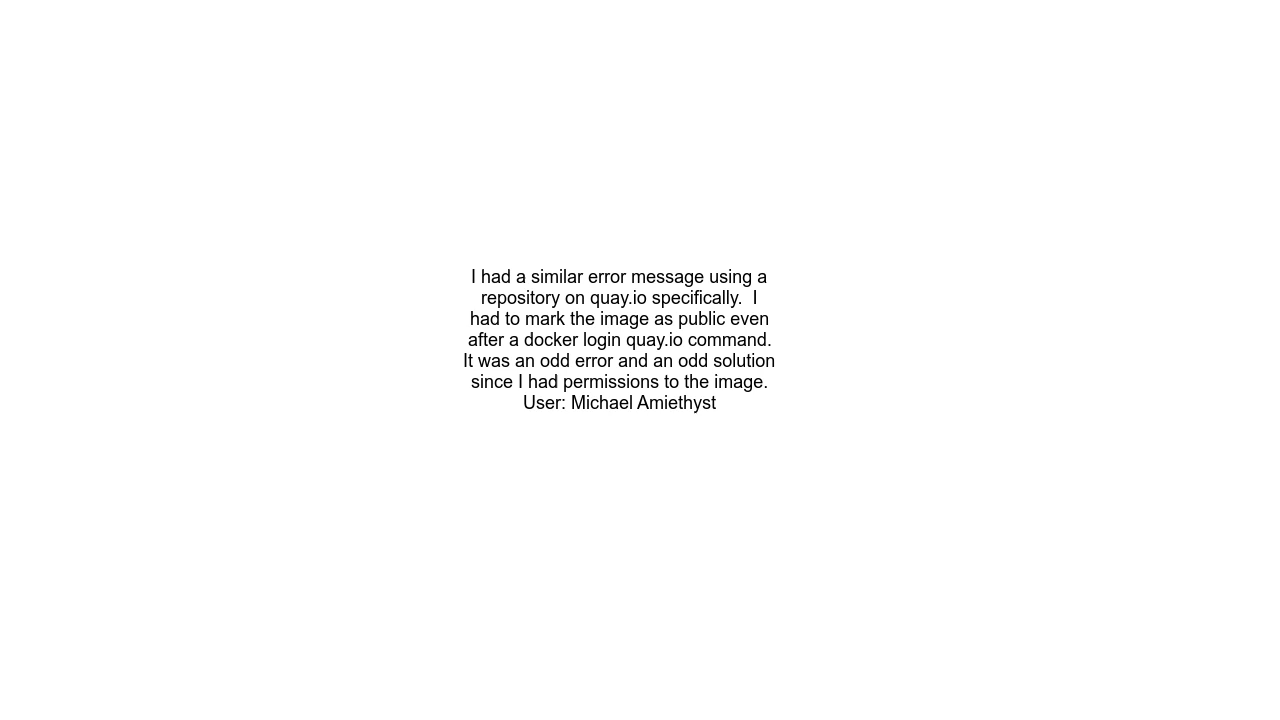 I had a similar error message using a
repository on quay.io specifically.  I
had to mark the image as public even
after a docker login quay.io command.
It was an odd error and an odd solution
since I had permissions to the image.
User: Michael Amiethyst